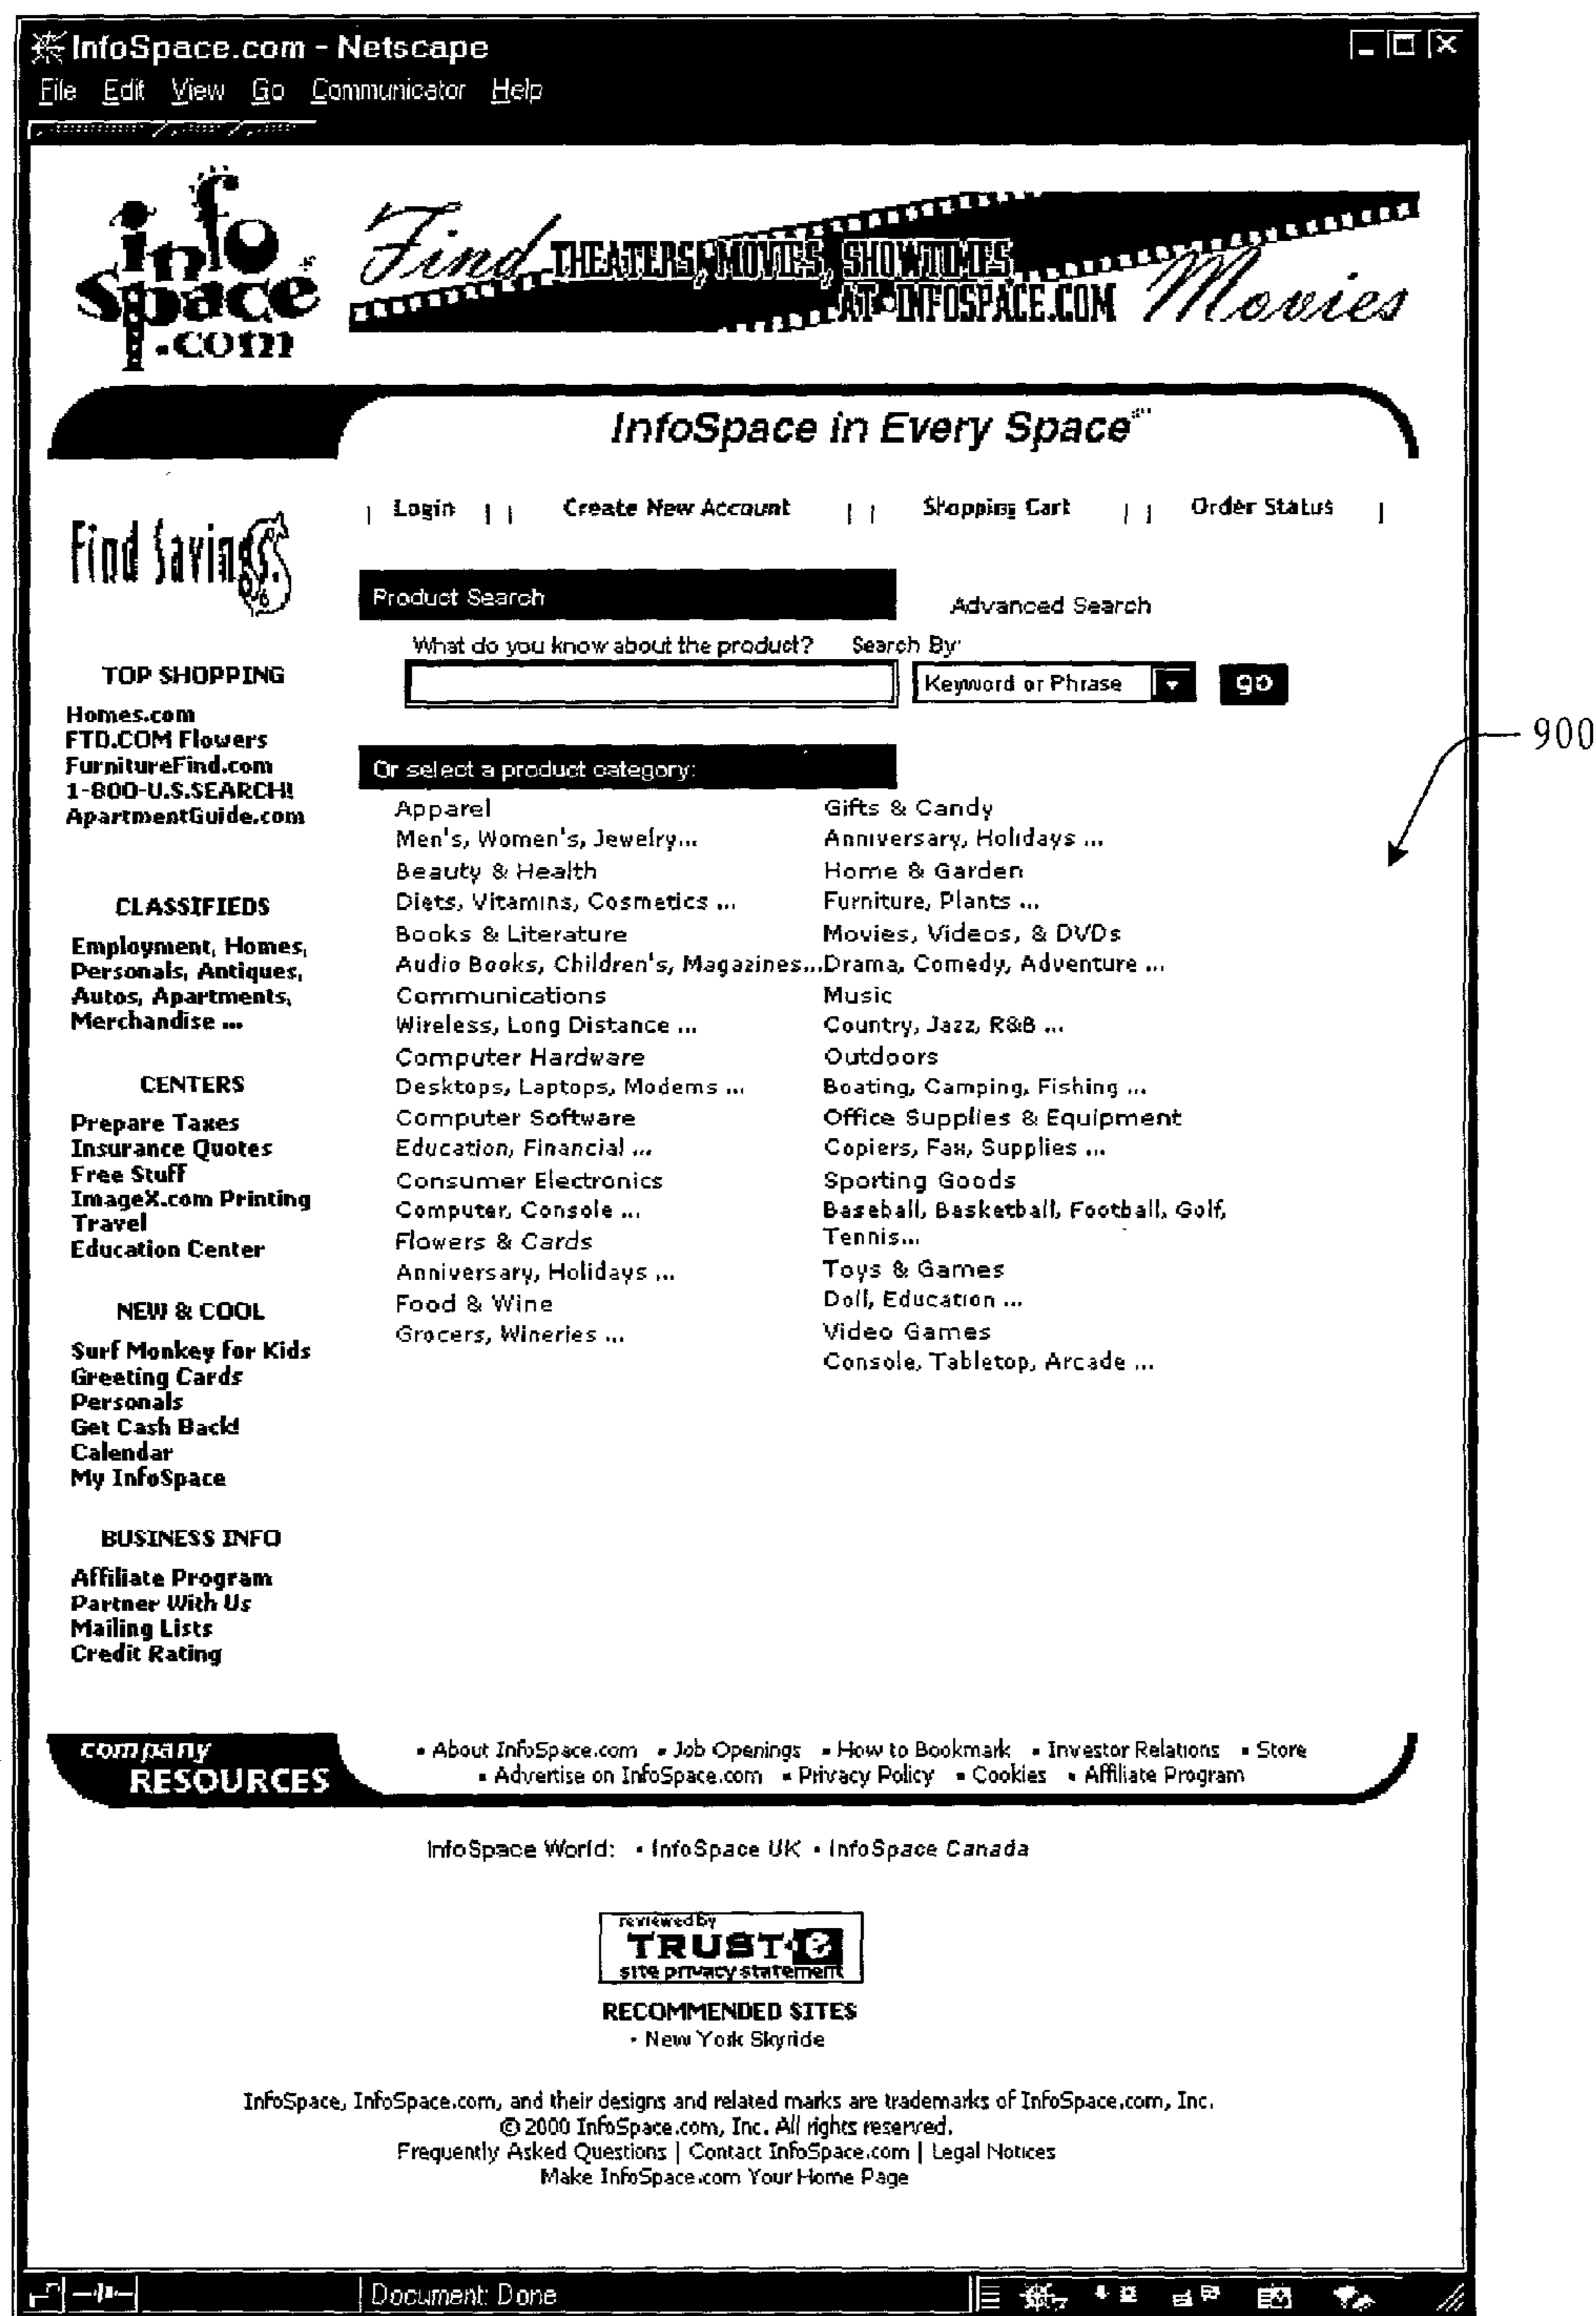 InfoSpace.com - Netscape
File Edit View Go Communicator Help
info
Space
.com
Find THEATERS, MOVIES, SHOWTIMES
AT INFOSPACE.COM Movies
InfoSpace in Every Space℠
Find Savings
| Login | | Create New Account | | Shopping Cart | | Order Status |
Product Search
Advanced Search
What do you know about the product? Search By:
Keyword or Phrase go
TOP SHOPPING
Homes.com
FTD.COM Flowers
FurnitureFind.com
1-800-U.S.SEARCH!
ApartmentGuide.com
CLASSIFIEDS
Employment, Homes,
Personals, Antiques,
Autos, Apartments,
Merchandise ...
CENTERS
Prepare Taxes
Insurance Quotes
Free Stuff
ImageX.com Printing
Travel
Education Center
NEW & COOL
Surf Monkey for Kids
Greeting Cards
Personals
Get Cash Back!
Calendar
My InfoSpace
BUSINESS INFO
Affiliate Program
Partner With Us
Mailing Lists
Credit Rating
Or select a product category:
Apparel
Men's, Women's, Jewelry...
Beauty & Health
Diets, Vitamins, Cosmetics ...
Books & Literature
Audio Books, Children's, Magazines...
Communications
Wireless, Long Distance ...
Computer Hardware
Desktops, Laptops, Modems ...
Computer Software
Education, Financial ...
Consumer Electronics
Computer, Console ...
Flowers & Cards
Anniversary, Holidays ...
Food & Wine
Grocers, Wineries ...
Gifts & Candy
Anniversary, Holidays ...
Home & Garden
Furniture, Plants ...
Movies, Videos, & DVDs
Drama, Comedy, Adventure ...
Music
Country, Jazz, R&B ...
Outdoors
Boating, Camping, Fishing ...
Office Supplies & Equipment
Copiers, Fax, Supplies ...
Sporting Goods
Baseball, Basketball, Football, Golf,
Tennis...
Toys & Games
Doll, Education ...
Video Games
Console, Tabletop, Arcade ...
900
company
RESOURCES
▪ About InfoSpace.com ▪ Job Openings ▪ How to Bookmark ▪ Investor Relations ▪ Store
▪ Advertise on InfoSpace.com ▪ Privacy Policy ▪ Cookies ▪ Affiliate Program
InfoSpace World: • InfoSpace UK • InfoSpace Canada
reviewed by
TRUSTe
site privacy statement
RECOMMENDED SITES
• New York Skyride
InfoSpace, InfoSpace.com, and their designs and related marks are trademarks of InfoSpace.com, Inc.
© 2000 InfoSpace.com, Inc. All rights reserved.
Frequently Asked Questions | Contact InfoSpace.com | Legal Notices
Make InfoSpace.com Your Home Page
Document: Done